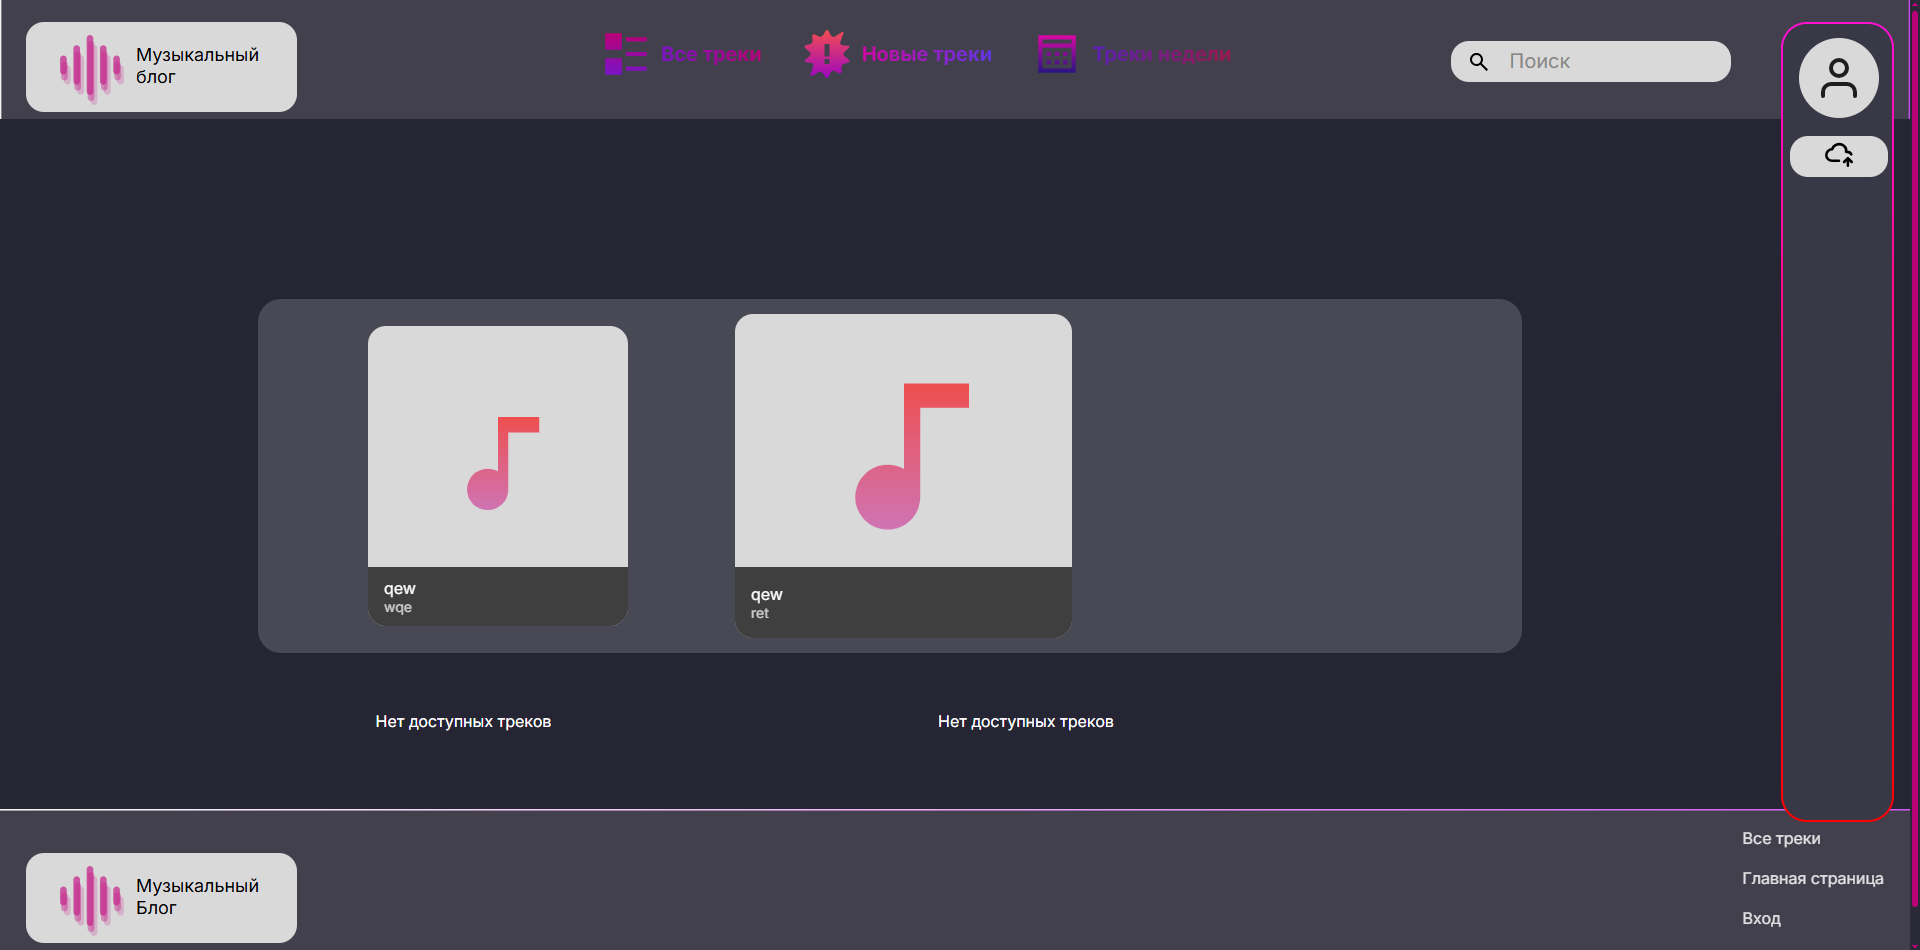 Музыкальный
блог
Все треки
Новые треки
Треки недели
Поиск
qew
wqe
qew
ret
Нет доступных треков
Нет доступных треков
Музыкальный
Блог
Все треки
Главная страница
Вход